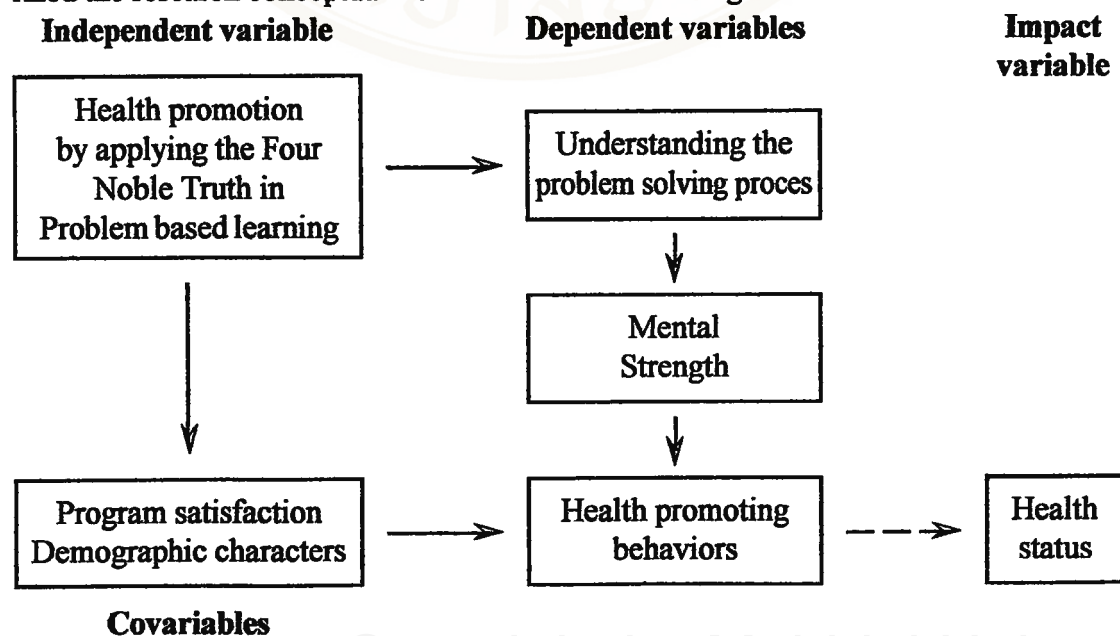 Independent variable
Dependent variables
Impact
variable
Health promotion
by applying the Four
Noble Truth in
Problem based learning
Understanding the
problem solving proces
Mental
Strength
Program satisfaction
Demographic characters
Health promoting
behaviors
Health
status
Covariables